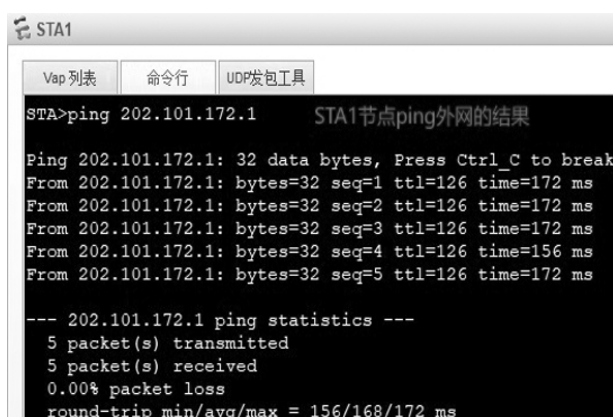 STA1
Vap 列表 命令行 UDP发包工具
STA>ping 202.101.172.1 STA1节点ping外网的结果
Ping 202.101.172.1: 32 data bytes, Press Ctrl_C to break
From 202.101.172.1: bytes=32 seq=1 ttl=126 time=172 ms
From 202.101.172.1: bytes=32 seq=2 ttl=126 time=172 ms
From 202.101.172.1: bytes=32 seq=3 ttl=126 time=172 ms
From 202.101.172.1: bytes=32 seq=4 ttl=126 time=156 ms
From 202.101.172.1: bytes=32 seq=5 ttl=126 time=172 ms
--- 202.101.172.1 ping statistics ---
5 packet(s) transmitted
5 packet(s) received
0.00% packet loss
round-trip min/avg/max = 156/168/172 ms